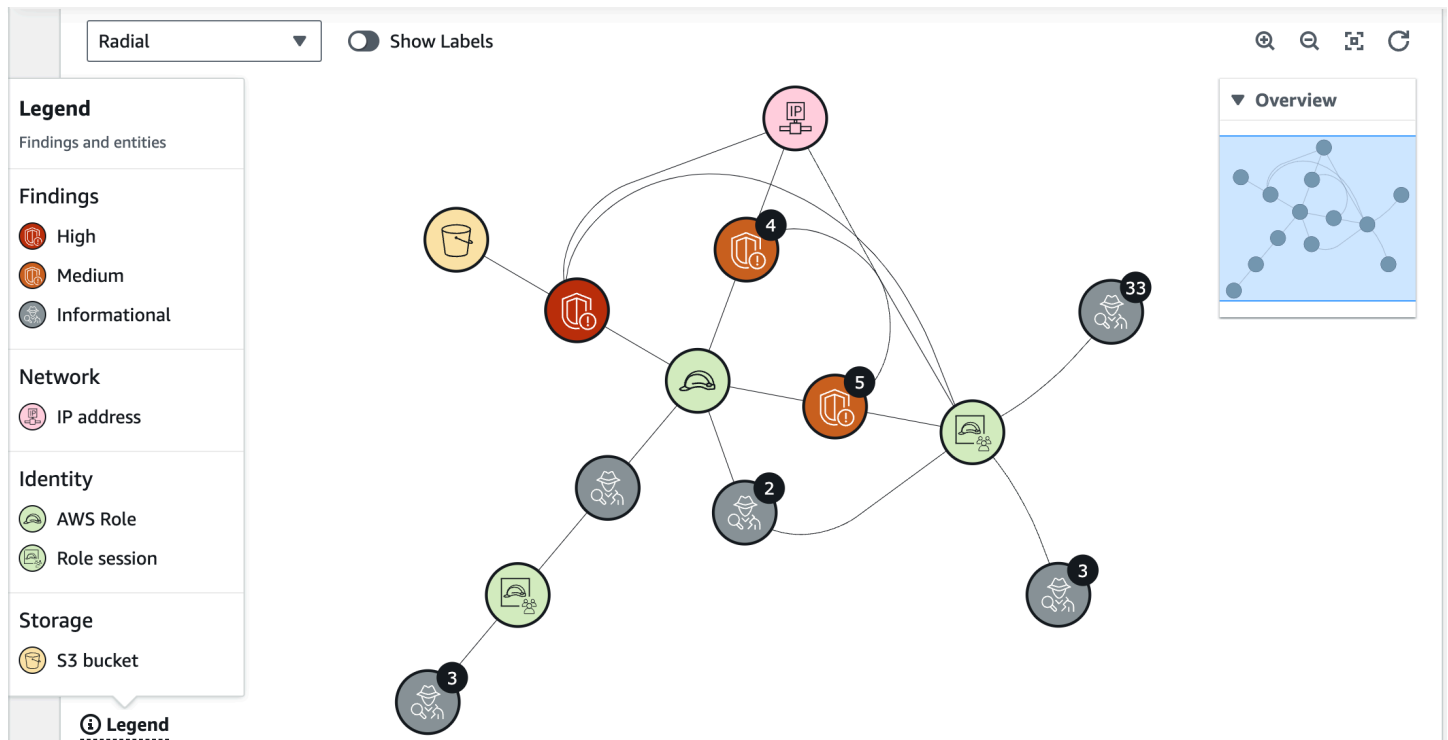 Radial
Show Labels
Legend
Findings and entities
Findings
High
Medium
Informational
Network
IP
IP address
Identity
AWS Role
Role session
Storage
S3 bucket
Legend
Overview
IP
4
33
5
2
3
3